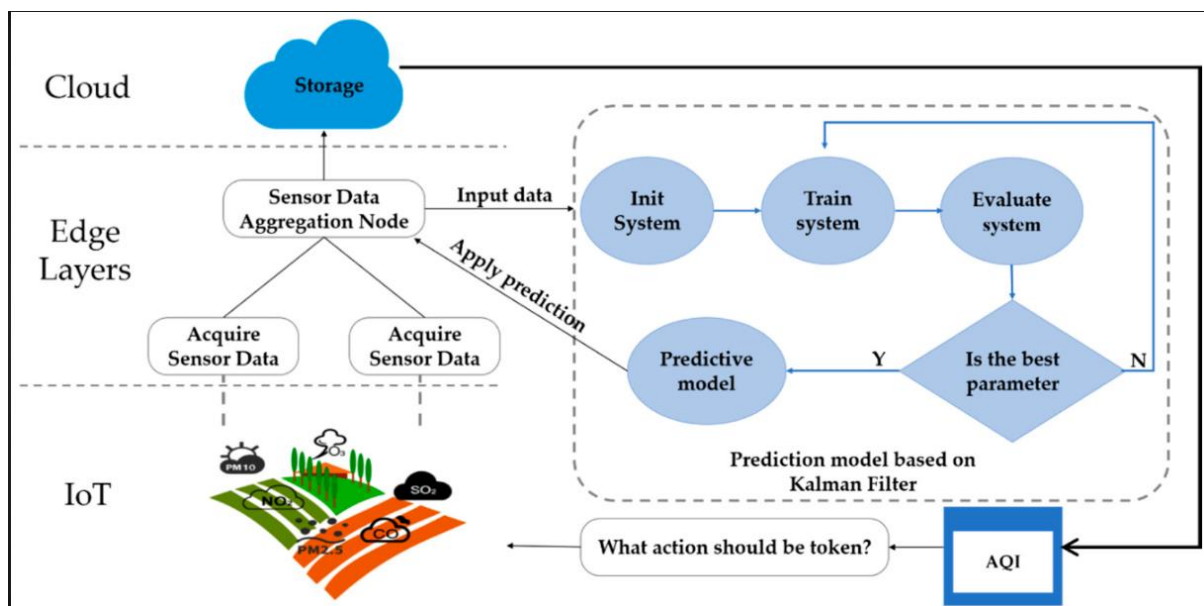 Cloud
Storage
Sensor Data
Aggregation Node
Input data
Init
System
Train
system
Evaluate
system
Edge
Layers
Apply prediction
Acquire
Sensor Data
Acquire
Sensor Data
Predictive
model
Y
Is the best
parameter
N
Prediction model based on
Kalman Filter
IoT
PM10
O₃
NO₂
SO₂
CO
PM2.5
What action should be token?
AQI